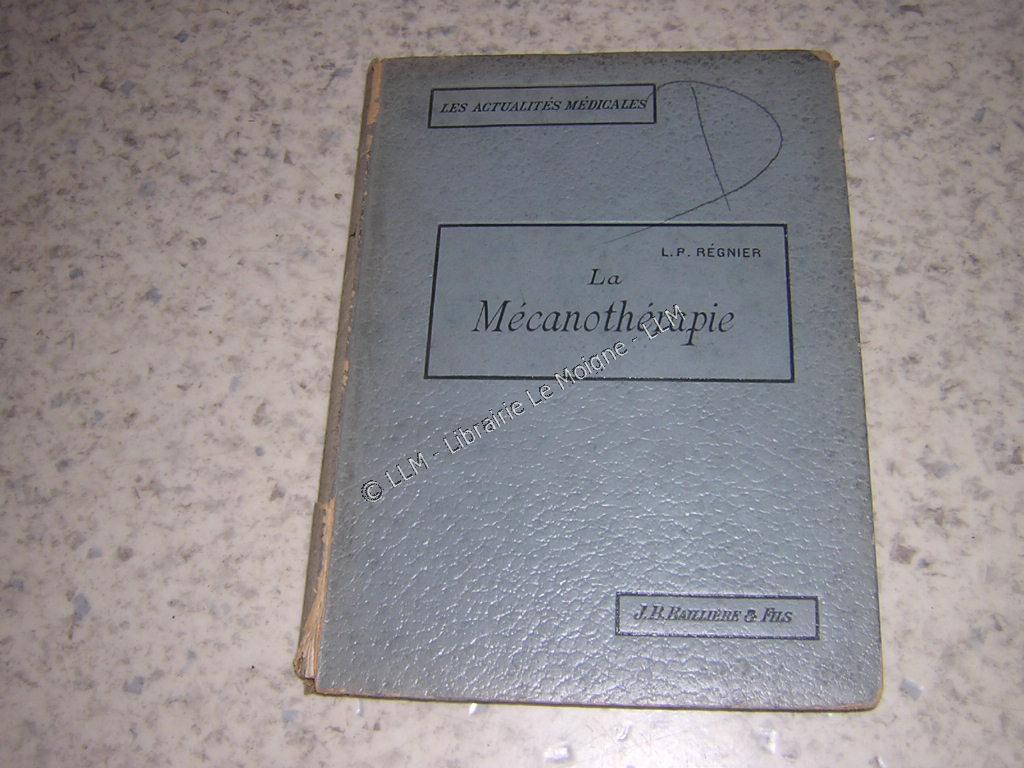 LES ACTUALITÉS MÉDICALES
L. P. RÉGNIER
La
Mécanothérapie
© LLM - Librairie Le Moigne - LLM
J. B. BAILLIÈRE & FILS